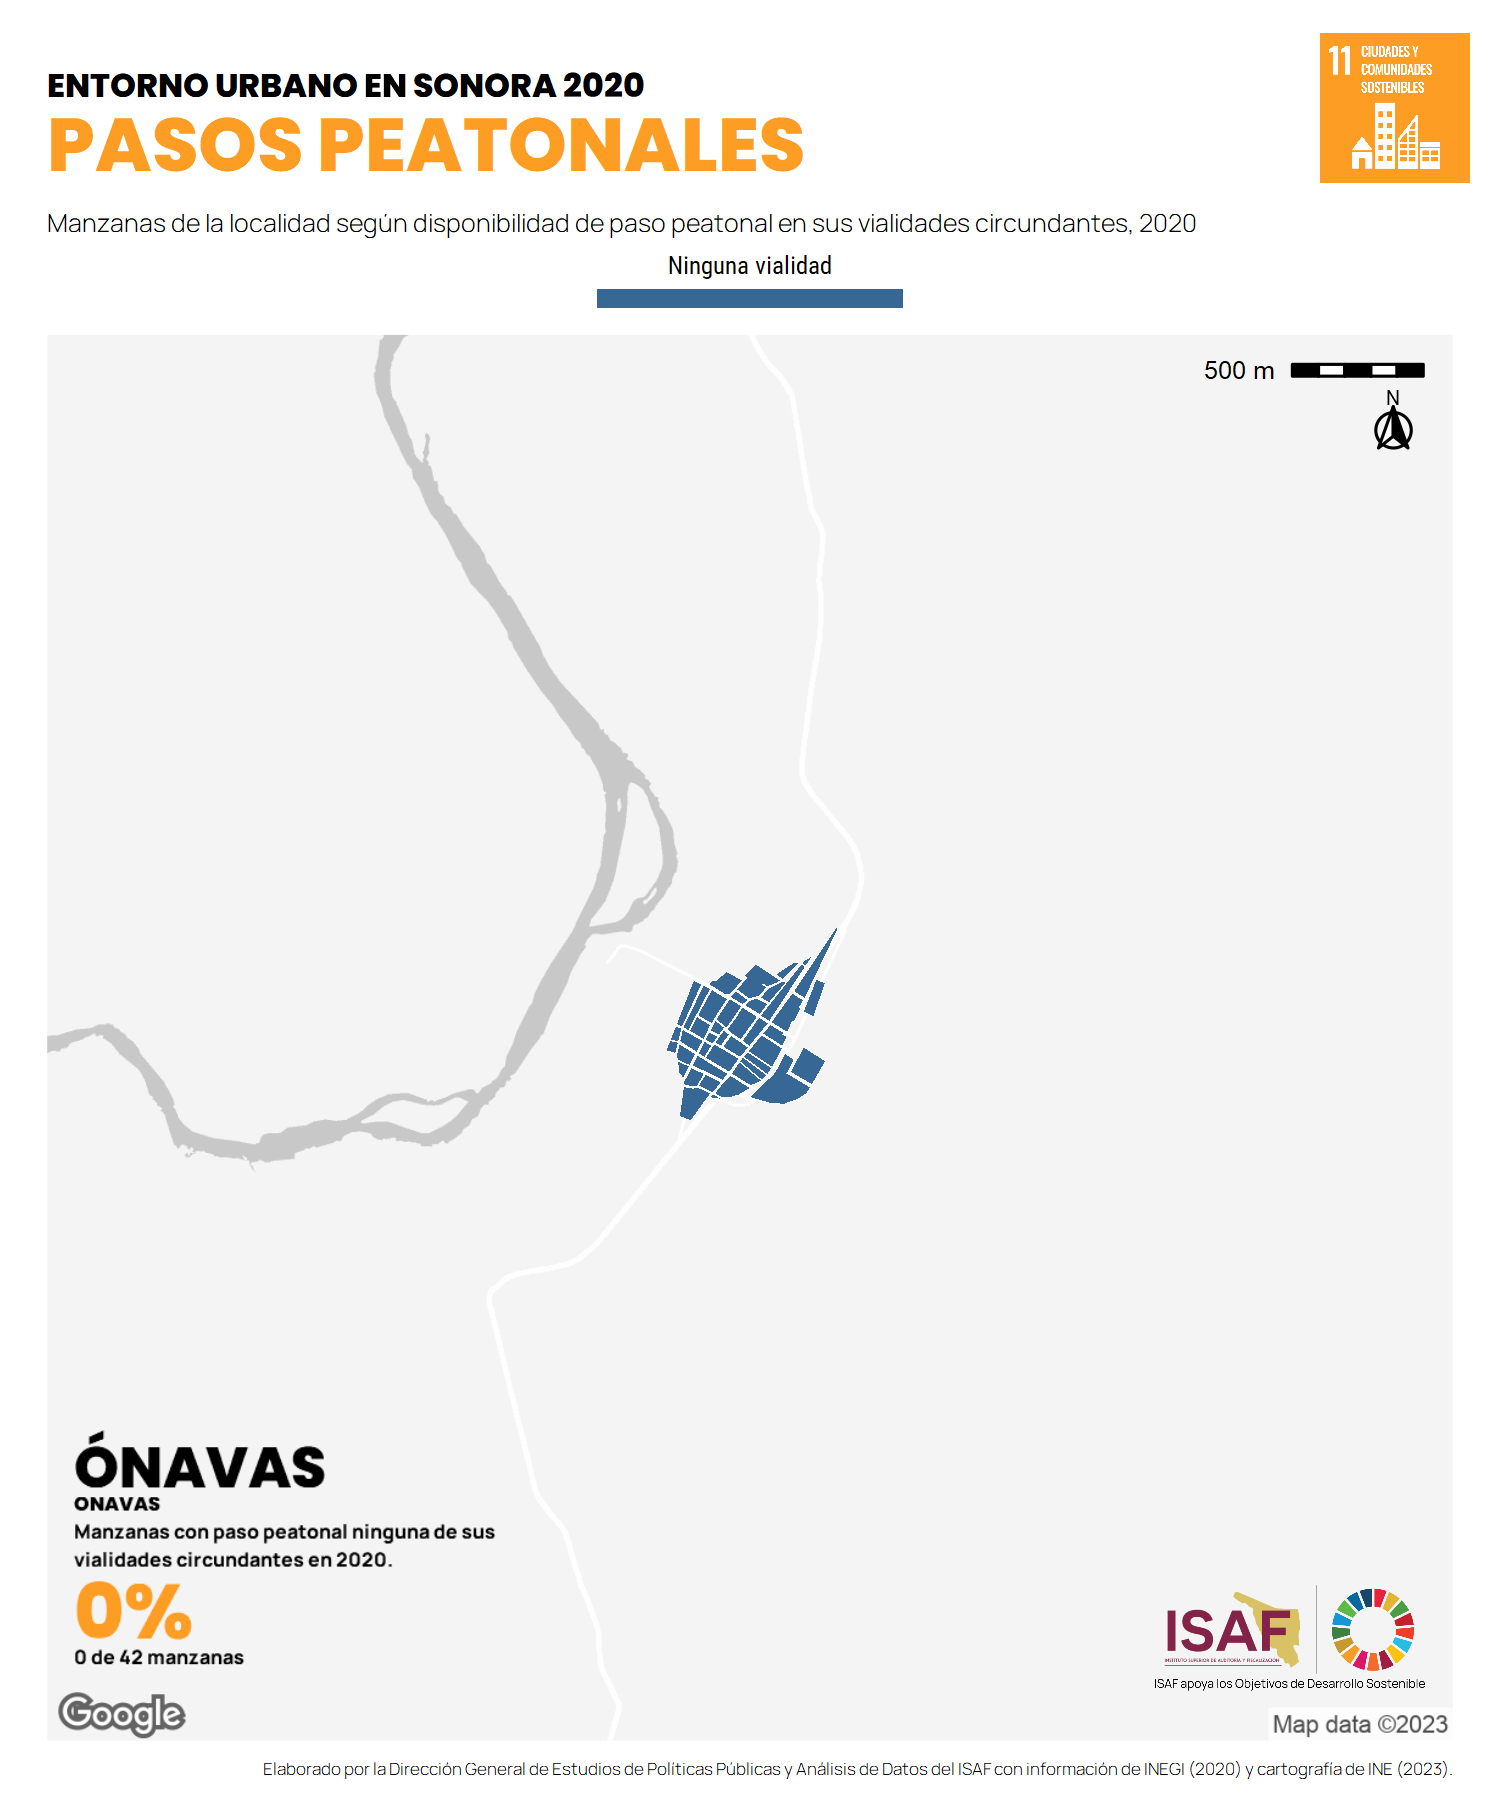 ENTORNO URBANO EN SONORA 2020
PASOS PEATONALES
11 CIUDADES Y
COMUNIDADES
SOSTENIBLES
Manzanas de la localidad según disponibilidad de paso peatonal en sus vialidades circundantes, 2020
Ninguna vialidad
500 m
N
ÓNAVAS
ONAVAS
Manzanas con paso peatonal ninguna de sus
vialidades circundantes en 2020.
0%
0 de 42 manzanas
ISAF
INSTITUTO SUPERIOR DE AUDITORÍA Y FISCALIZACIÓN
ISAF apoya los Objetivos de Desarrollo Sostenible
Google
Map data ©2023
Elaborado por la Dirección General de Estudios de Políticas Públicas y Análisis de Datos del ISAF con información de INEGI (2020) y cartografía de INE (2023).